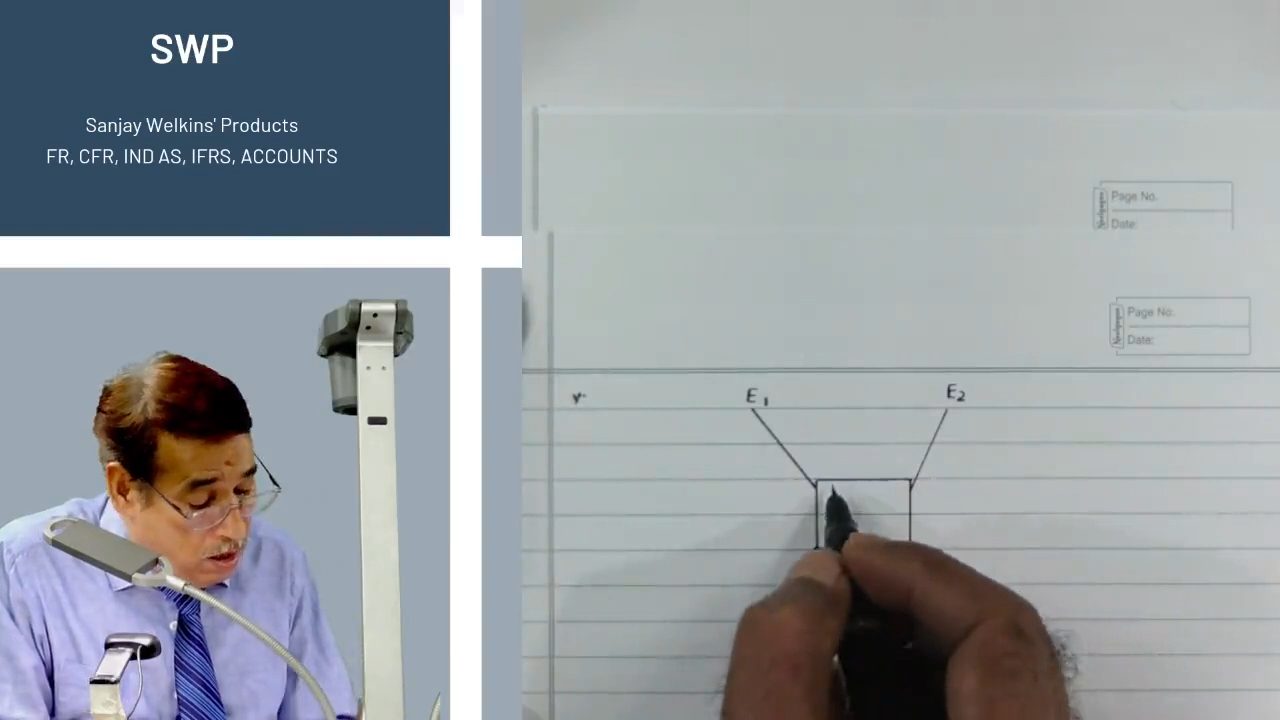 SWP
Sanjay Welkins' Products
FR, CFR, IND AS, IFRS, ACCOUNTS
Page No.
Date:
Page No.
Date:
E1
E2